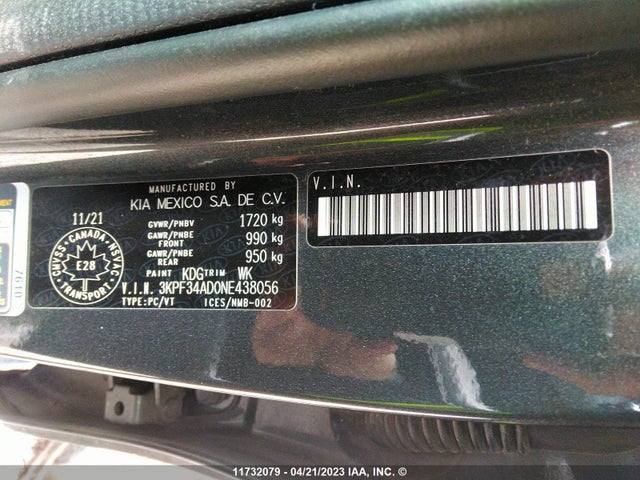 MANUFACTURED BY
KIA MEXICO S.A. DE C.V.
11/21
GVWR/PNBV 1720 kg
GAWR/PNBE FRONT 990 kg
GAWR/PNBE REAR 950 kg
PAINT KDG TRIM WK
V.I.N. 3KPF34AD0NE438056
TYPE:PC/VT ICES/NMB-002
CMVSS · CANADA · NSVAC
E28
TRANSPORT
V.I.N.
7610
11732079 - 04/21/2023 IAA, INC. ©